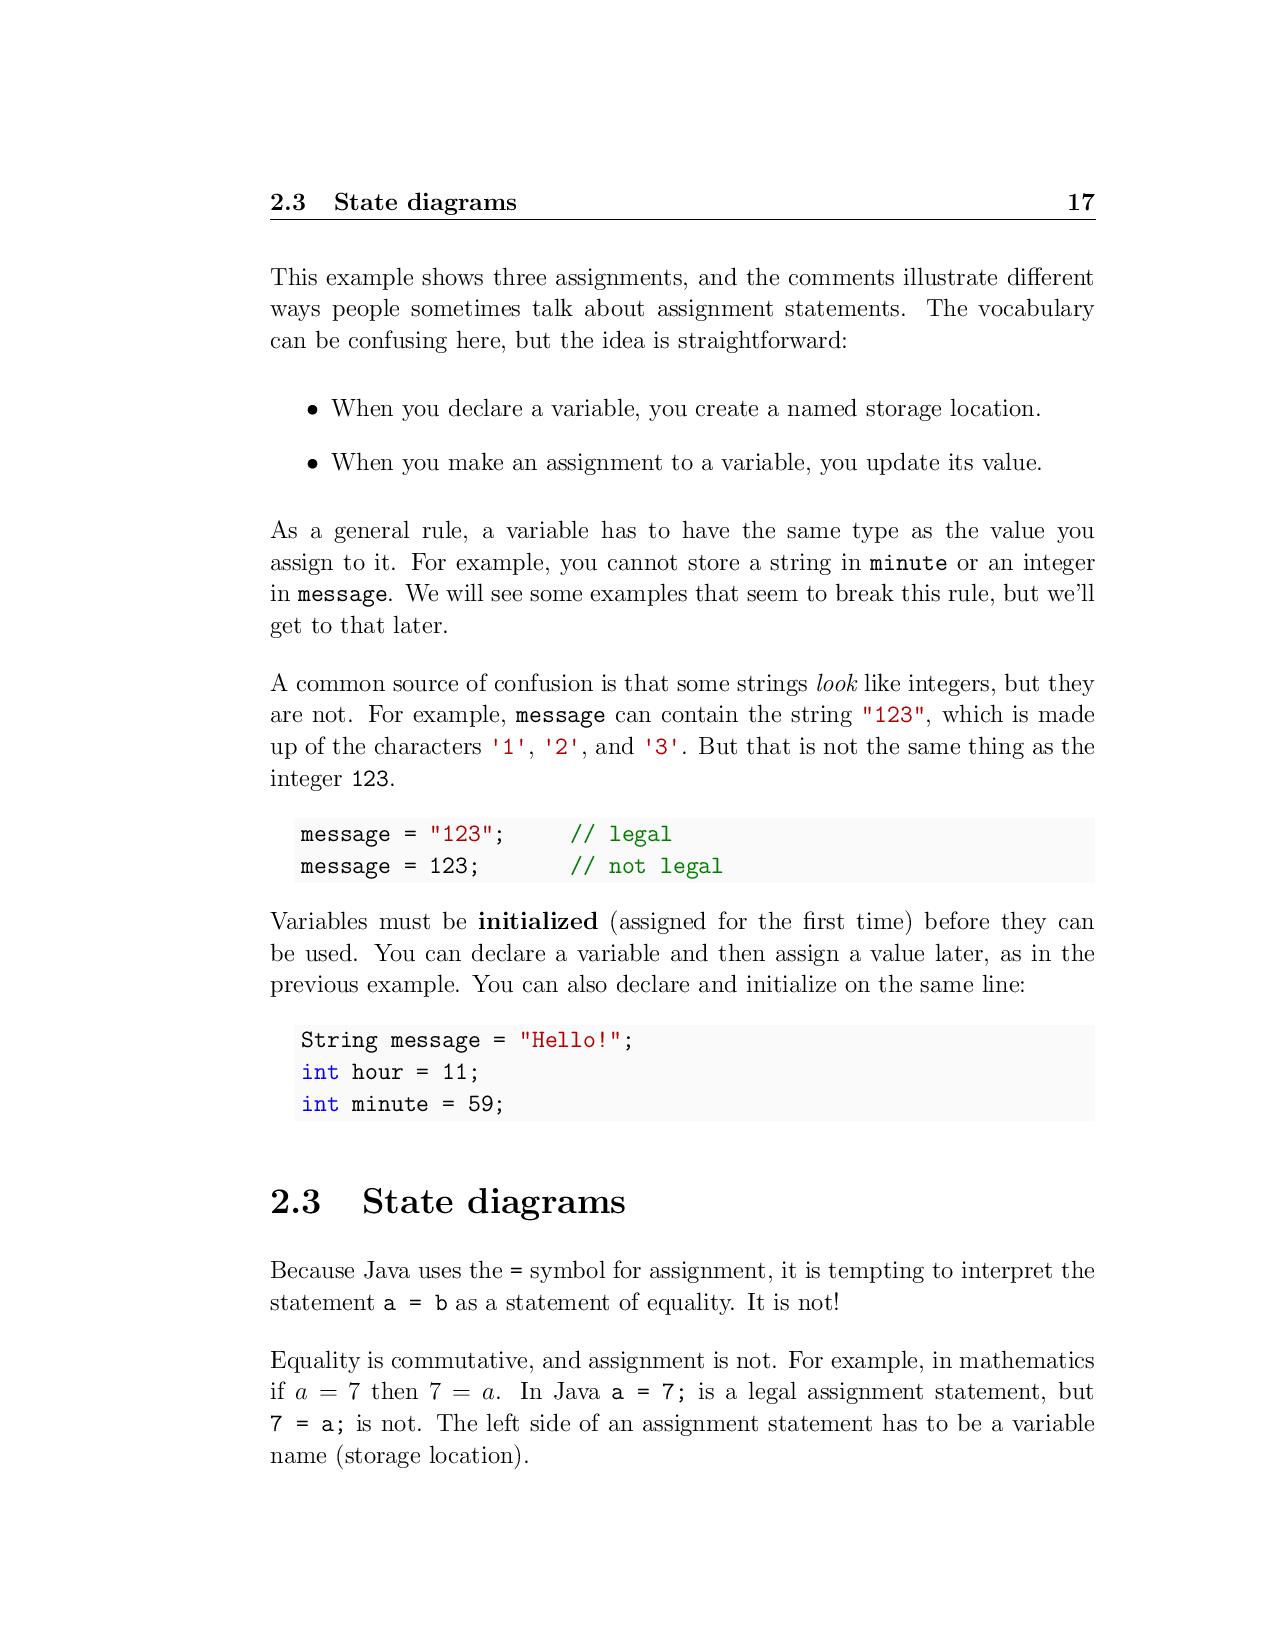 2.3 State diagrams 17
This example shows three assignments, and the comments illustrate different
ways people sometimes talk about assignment statements. The vocabulary
can be confusing here, but the idea is straightforward:
• When you declare a variable, you create a named storage location.
• When you make an assignment to a variable, you update its value.
As a general rule, a variable has to have the same type as the value you
assign to it. For example, you cannot store a string in minute or an integer
in message. We will see some examples that seem to break this rule, but we'll
get to that later.
A common source of confusion is that some strings look like integers, but they
are not. For example, message can contain the string "123", which is made
up of the characters '1', '2', and '3'. But that is not the same thing as the
integer 123.
message = "123";     // legal
message = 123;       // not legal
Variables must be initialized (assigned for the first time) before they can
be used. You can declare a variable and then assign a value later, as in the
previous example. You can also declare and initialize on the same line:
String message = "Hello!";
int hour = 11;
int minute = 59;
2.3 State diagrams
Because Java uses the = symbol for assignment, it is tempting to interpret the
statement a = b as a statement of equality. It is not!
Equality is commutative, and assignment is not. For example, in mathematics
if a = 7 then 7 = a. In Java a = 7; is a legal assignment statement, but
7 = a; is not. The left side of an assignment statement has to be a variable
name (storage location).